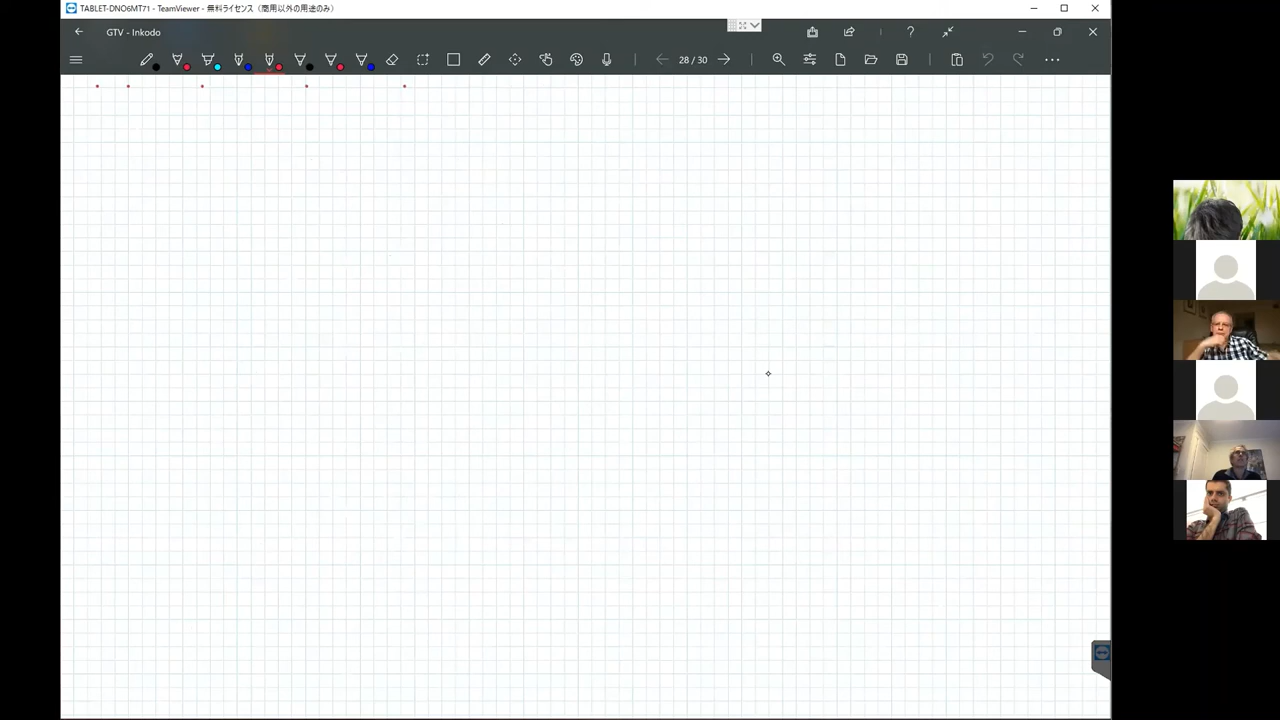 TABLET-DNO6MT71 - TeamViewer - 無料ライセンス (商用以外の用途のみ)
GTV - Inkodo
28 / 30